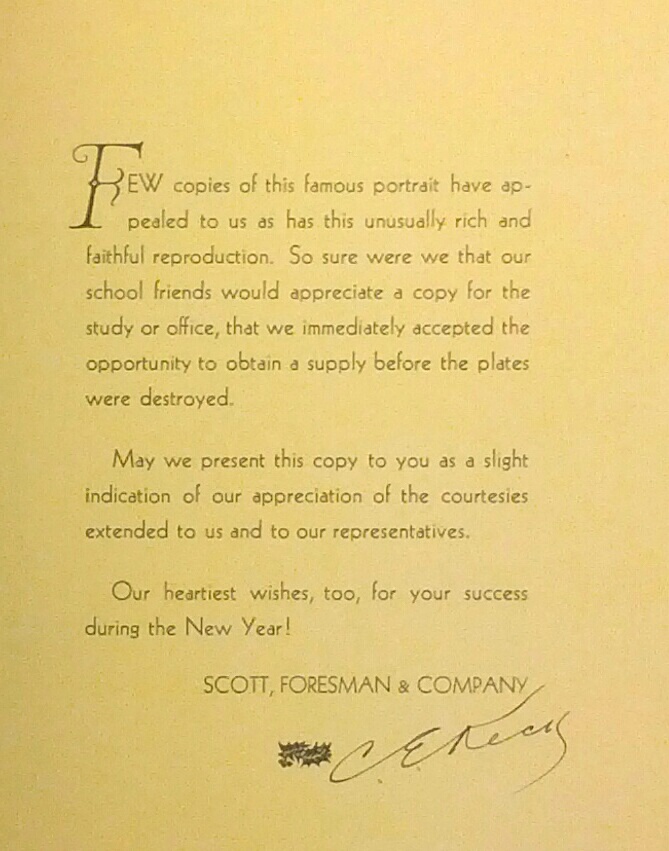 FEW copies of this famous portrait have ap-
pealed to us as has this unusually rich and
faithful reproduction. So sure were we that our
school friends would appreciate a copy for the
study or office, that we immediately accepted the
opportunity to obtain a supply before the plates
were destroyed.
May we present this copy to you as a slight
indication of our appreciation of the courtesies
extended to us and to our representatives.
Our heartiest wishes, too, for your success
during the New Year!
SCOTT, FORESMAN & COMPANY
C. E. Keck